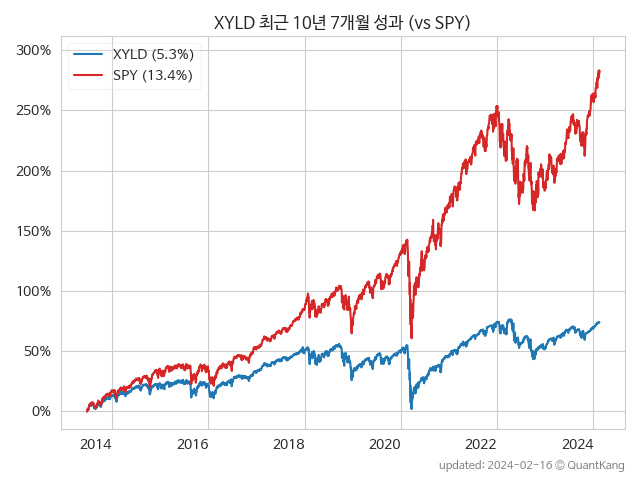 XYLD 최근 10년 7개월 성과 (vs SPY)
XYLD (5.3%)
SPY (13.4%)
300%
250%
200%
150%
100%
50%
0%
2014 2016 2018 2020 2022 2024
updated: 2024-02-16 © QuantKang